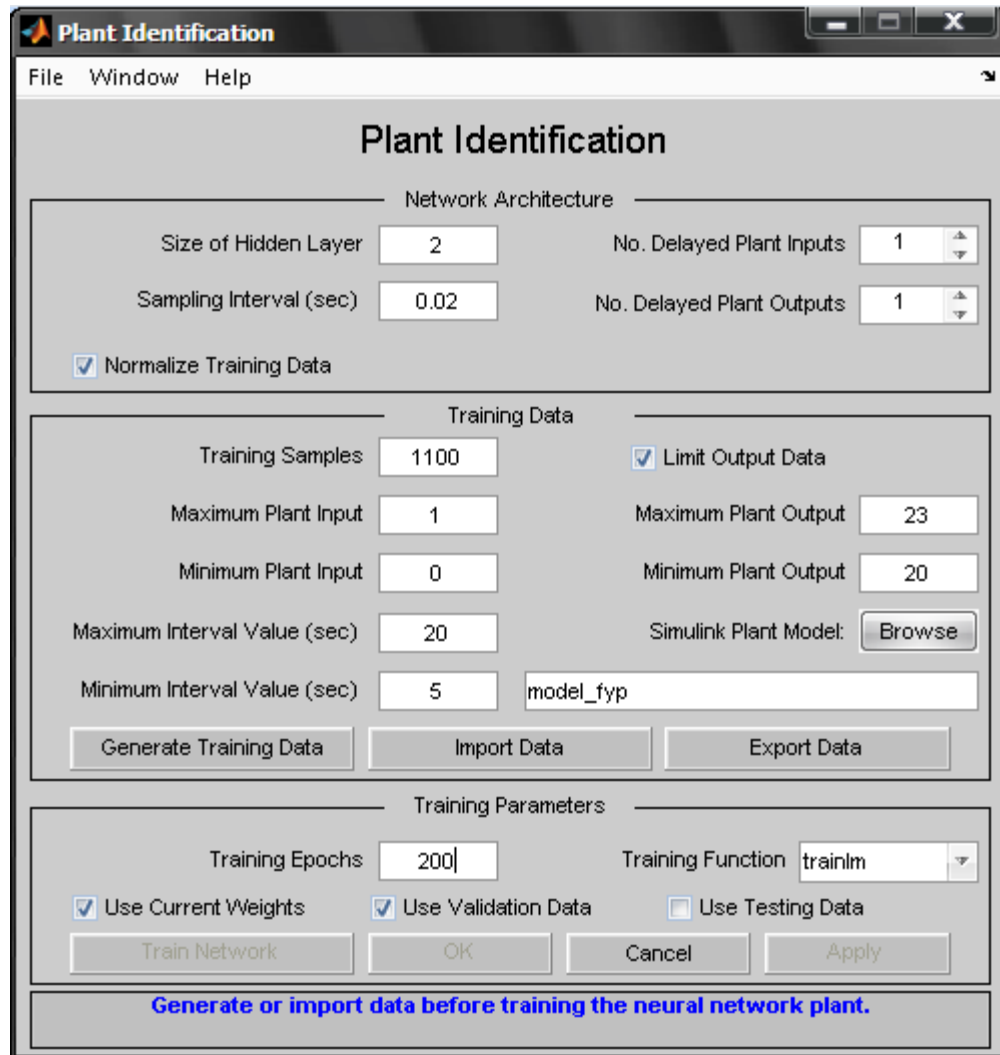 Plant Identification
File Window Help
Plant Identification
Network Architecture
Size of Hidden Layer 2 No. Delayed Plant Inputs 1
Sampling Interval (sec) 0.02 No. Delayed Plant Outputs 1
Normalize Training Data
Training Data
Training Samples 1100 Limit Output Data
Maximum Plant Input 1 Maximum Plant Output 23
Minimum Plant Input 0 Minimum Plant Output 20
Maximum Interval Value (sec) 20 Simulink Plant Model: Browse
Minimum Interval Value (sec) 5 model_fyp
Generate Training Data Import Data Export Data
Training Parameters
Training Epochs 200 Training Function trainlm
Use Current Weights Use Validation Data Use Testing Data
Train Network OK Cancel Apply
Generate or import data before training the neural network plant.